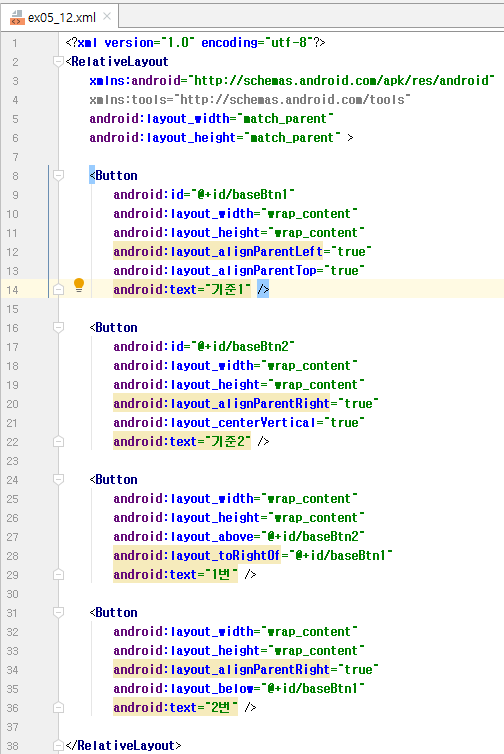 ex05_12.xml
1 <?xml version="1.0" encoding="utf-8"?>
2 <RelativeLayout
3 xmlns:android="http://schemas.android.com/apk/res/android"
4 xmlns:tools="http://schemas.android.com/tools"
5 android:layout_width="match_parent"
6 android:layout_height="match_parent" >
7
8 <Button
9 android:id="@+id/baseBtn1"
10 android:layout_width="wrap_content"
11 android:layout_height="wrap_content"
12 android:layout_alignParentLeft="true"
13 android:layout_alignParentTop="true"
14 android:text="기준1" />
15
16 <Button
17 android:id="@+id/baseBtn2"
18 android:layout_width="wrap_content"
19 android:layout_height="wrap_content"
20 android:layout_alignParentRight="true"
21 android:layout_centerVertical="true"
22 android:text="기준2" />
23
24 <Button
25 android:layout_width="wrap_content"
26 android:layout_height="wrap_content"
27 android:layout_above="@+id/baseBtn2"
28 android:layout_toRightOf="@+id/baseBtn1"
29 android:text="1번" />
30
31 <Button
32 android:layout_width="wrap_content"
33 android:layout_height="wrap_content"
34 android:layout_alignParentRight="true"
35 android:layout_below="@+id/baseBtn1"
36 android:text="2번" />
37
38 </RelativeLayout>